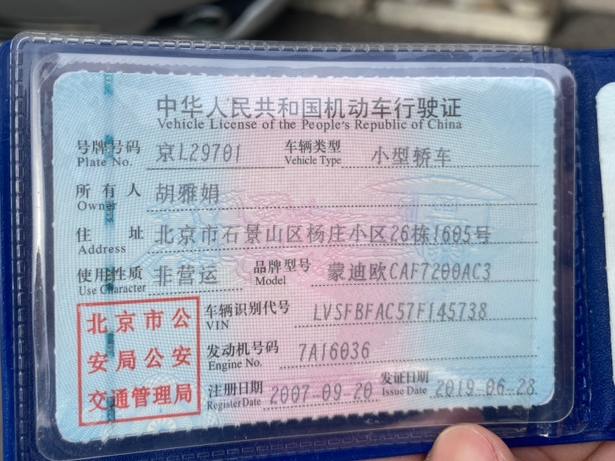 中华人民共和国机动车行驶证
Vehicle License of the People's Republic of China
号牌号码 京L29701 车辆类型 小型轿车
Plate No. Vehicle Type
所有人 胡雅娟
Owner
住址 北京市石景山区杨庄小区26栋1605号
Address
使用性质 非营运 品牌型号 蒙迪欧CAF7200AC3
Use Character Model
北京市公
安局公安
交通管理局
车辆识别代号 LVSFBFAC57F145738
VIN
发动机号码 7A16036
Engine No.
注册日期 2007-09-20 发证日期 2019-06-28
Register Date Issue Date